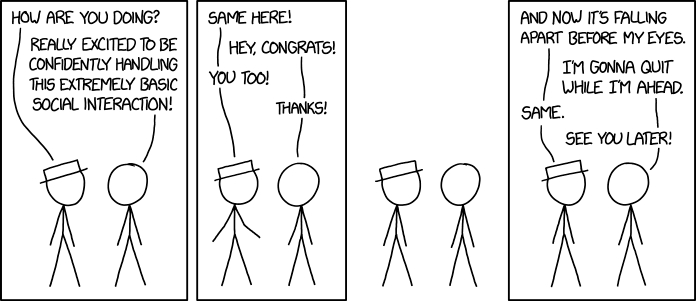 HOW ARE YOU DOING?
REALLY EXCITED TO BE
CONFIDENTLY HANDLING
THIS EXTREMELY BASIC
SOCIAL INTERACTION!
SAME HERE!
HEY, CONGRATS!
YOU TOO!
THANKS!
AND NOW IT'S FALLING
APART BEFORE MY EYES.
I'M GONNA QUIT
WHILE I'M AHEAD.
SAME.
SEE YOU LATER!